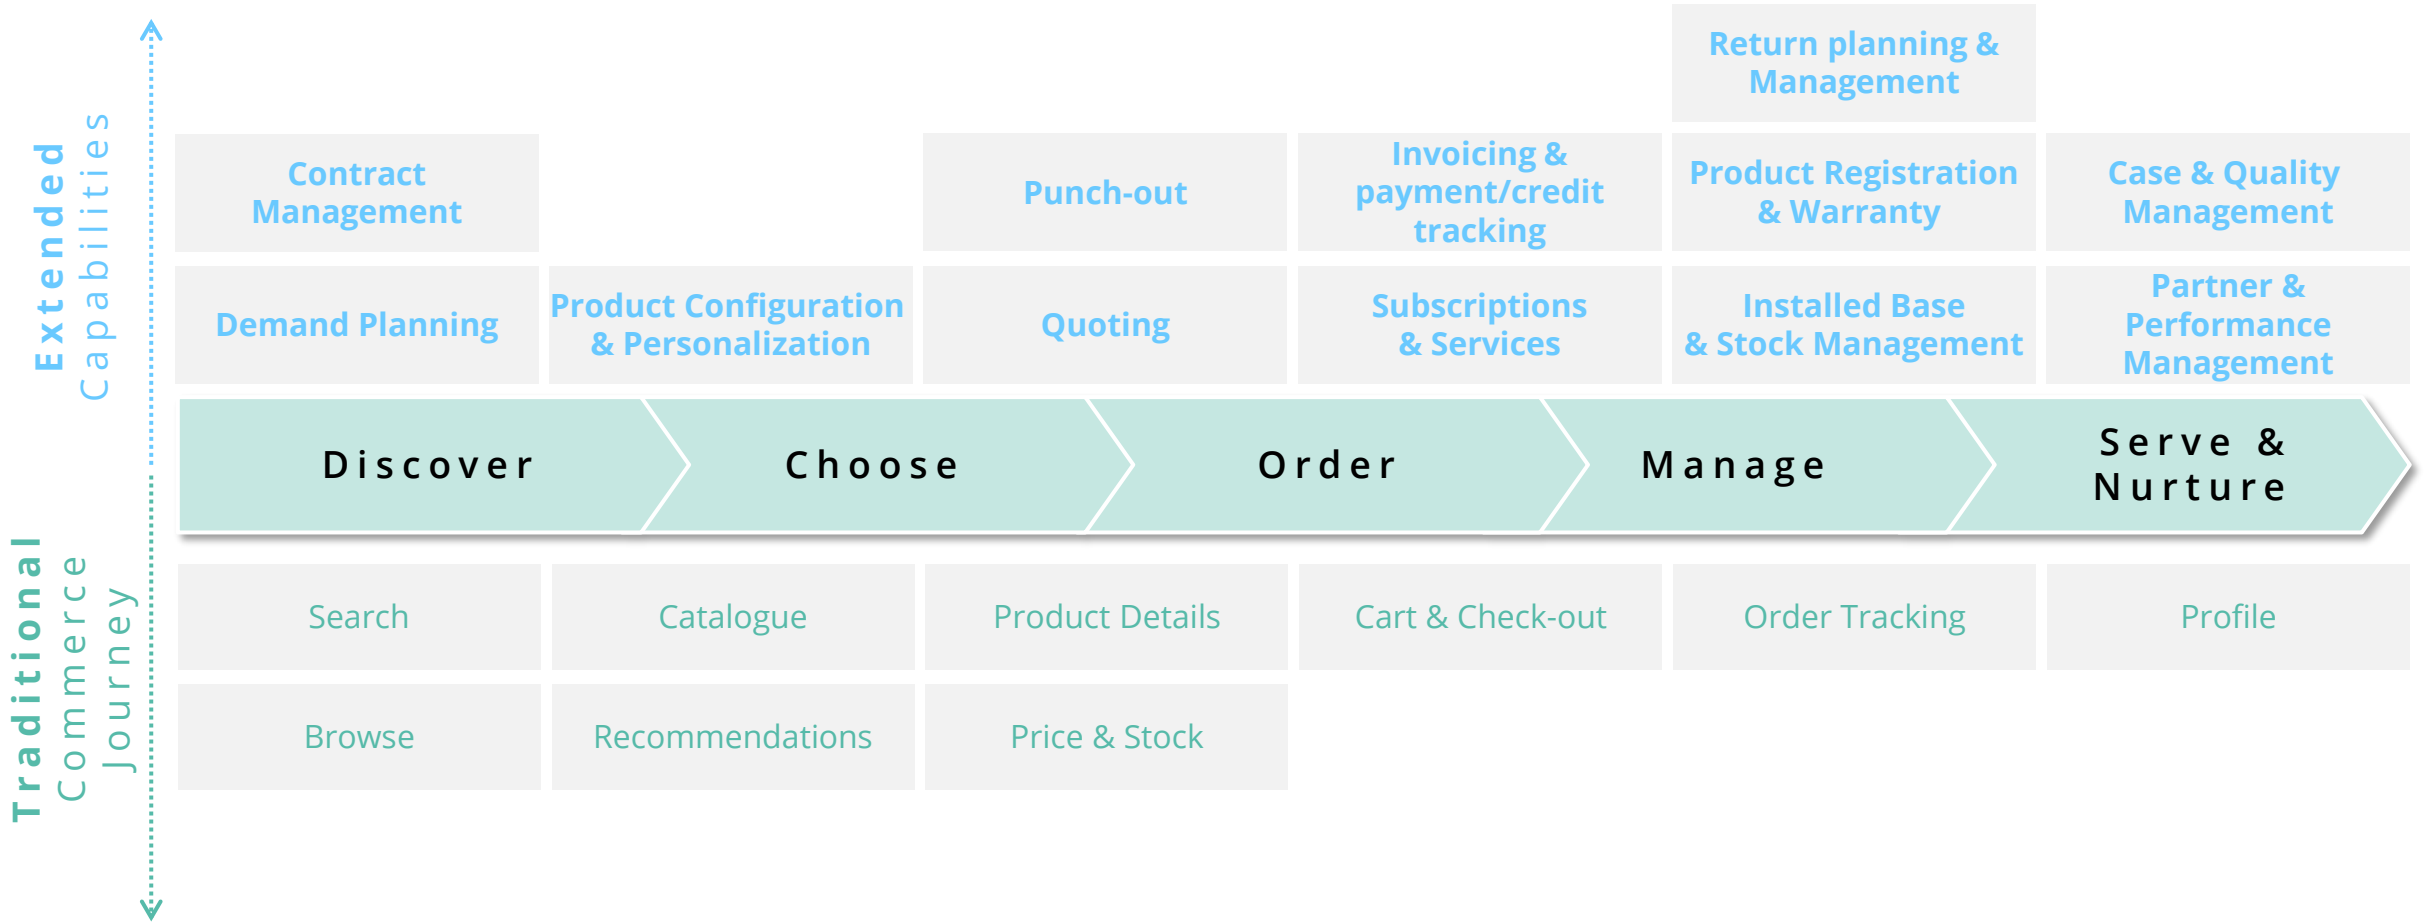 Extended
Capabilities
Traditional
Commerce
Journey
Return planning &
Management
Contract
Management
Punch-out
Invoicing &
payment/credit
tracking
Product Registration
& Warranty
Case & Quality
Management
Demand Planning
Product Configuration
& Personalization
Quoting
Subscriptions
& Services
Installed Base
& Stock Management
Partner &
Performance
Management
Discover
Choose
Order
Manage
Serve &
Nurture
Search
Catalogue
Product Details
Cart & Check-out
Order Tracking
Profile
Browse
Recommendations
Price & Stock